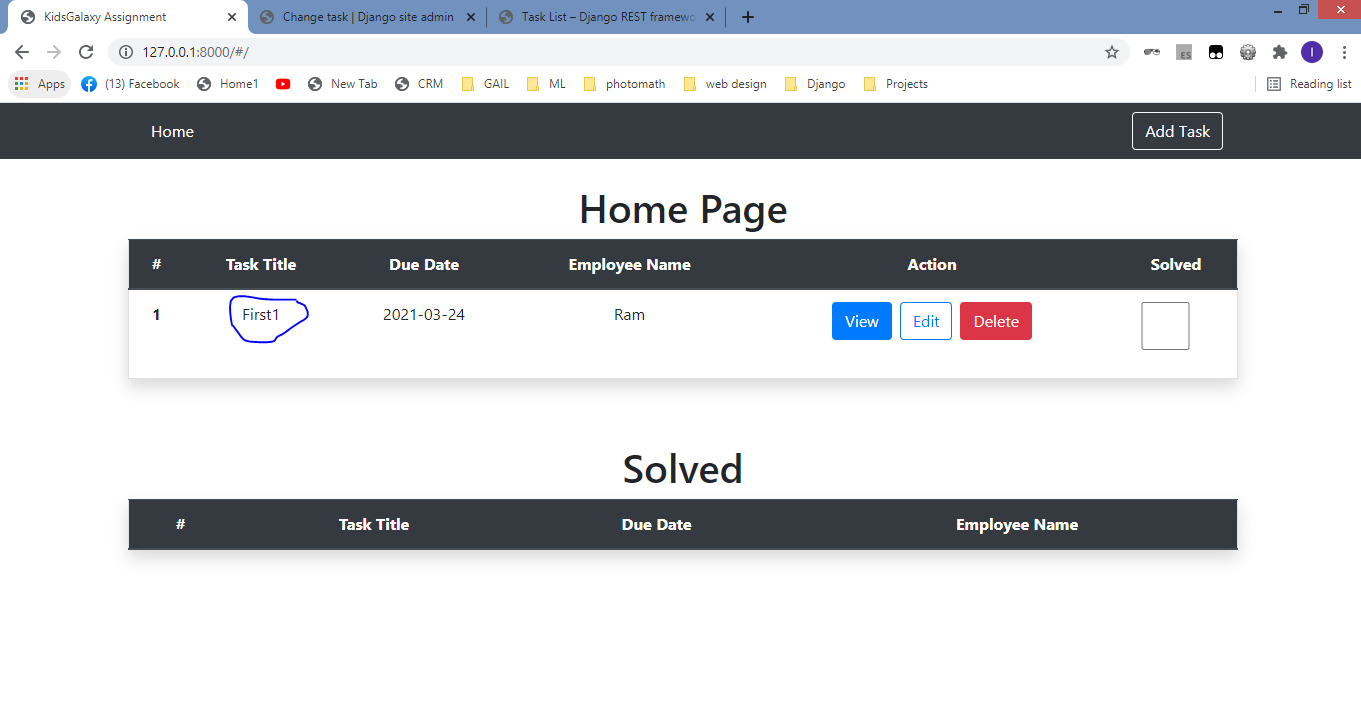 KidsGalaxy Assignment Change task | Django site admin Task List – Django REST framewo
127.0.0.1:8000/#/ ES I
Apps (13) Facebook Home1 New Tab CRM GAIL ML photomath web design Django Projects Reading list
Home Add Task
Home Page
# Task Title Due Date Employee Name Action Solved
1 First1 2021-03-24 Ram View Edit Delete
Solved
# Task Title Due Date Employee Name